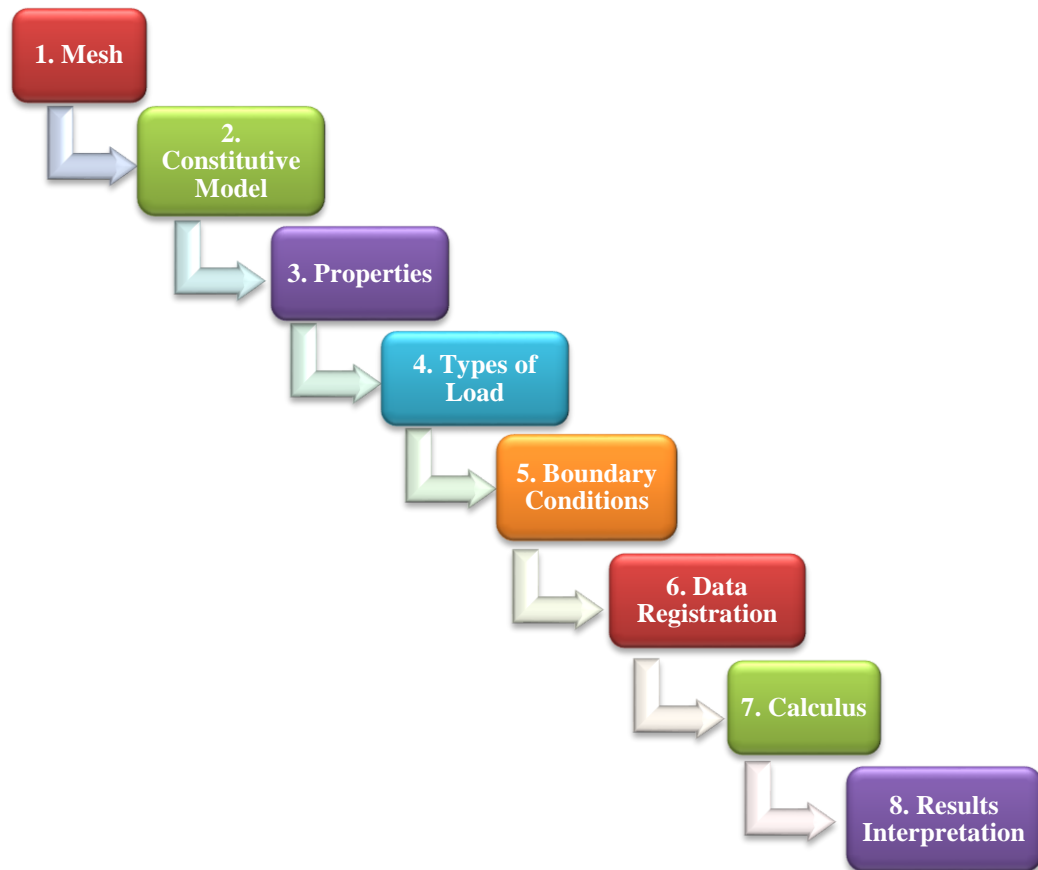 1. Mesh
2.
Constitutive
Model
3. Properties
4. Types of
Load
5. Boundary
Conditions
6. Data
Registration
7. Calculus
8. Results
Interpretation